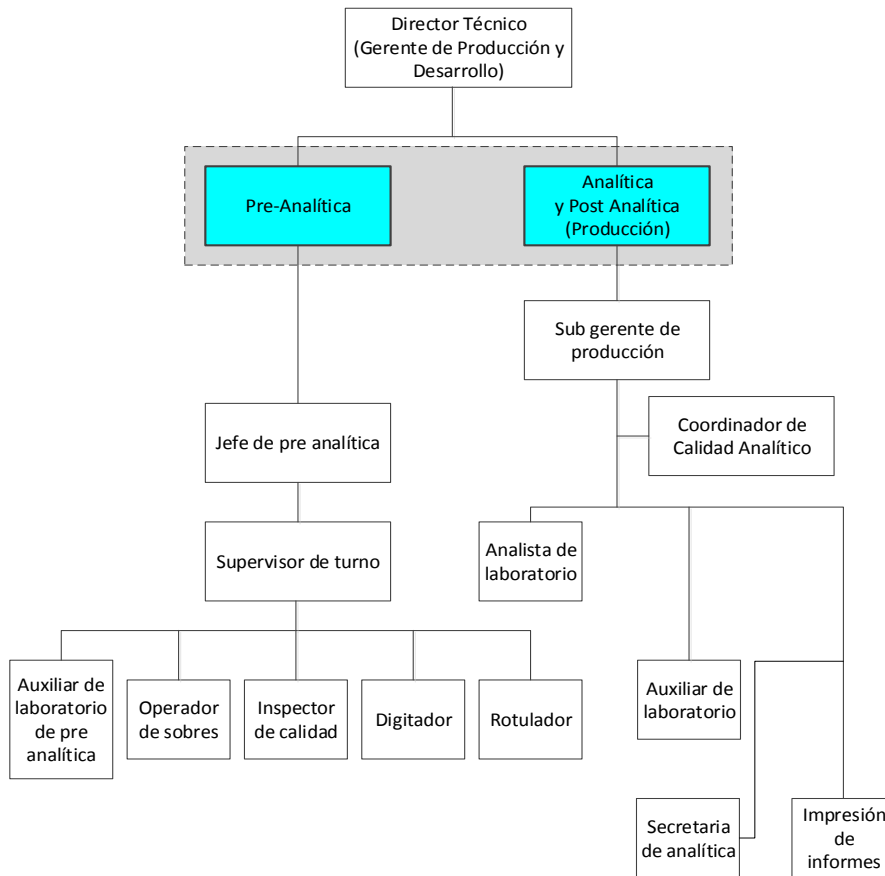 Director Técnico
(Gerente de Producción y
Desarrollo)
Pre-Analítica
Analítica
y Post Analítica
(Producción)
Sub gerente de
producción
Coordinador de
Calidad Analítico
Jefe de pre analítica
Supervisor de turno
Analista de
laboratorio
Auxiliar de
laboratorio
de pre
analítica
Operador
de sobres
Inspector
de calidad
Digitador
Rotulador
Auxiliar de
laboratorio
Secretaria
de analítica
Impresión
de
informes